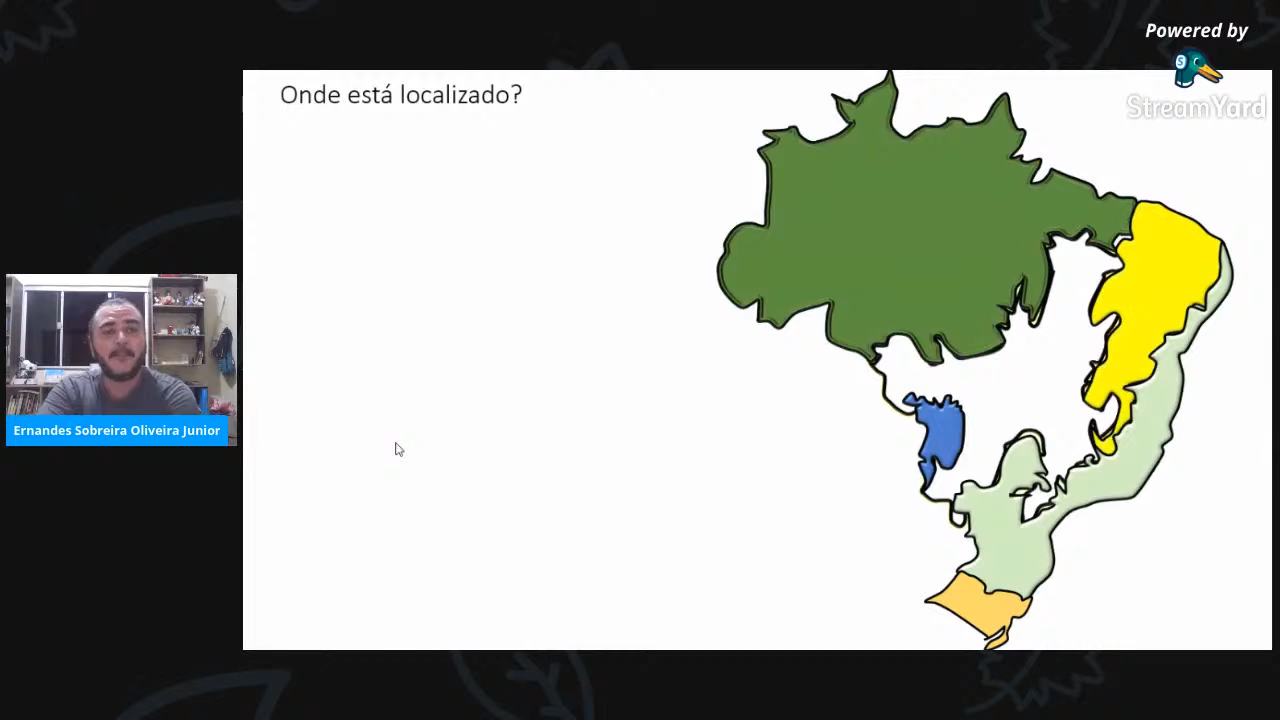 Powered by
StreamYard
Onde está localizado?
Ernandes Sobreira Oliveira Junior